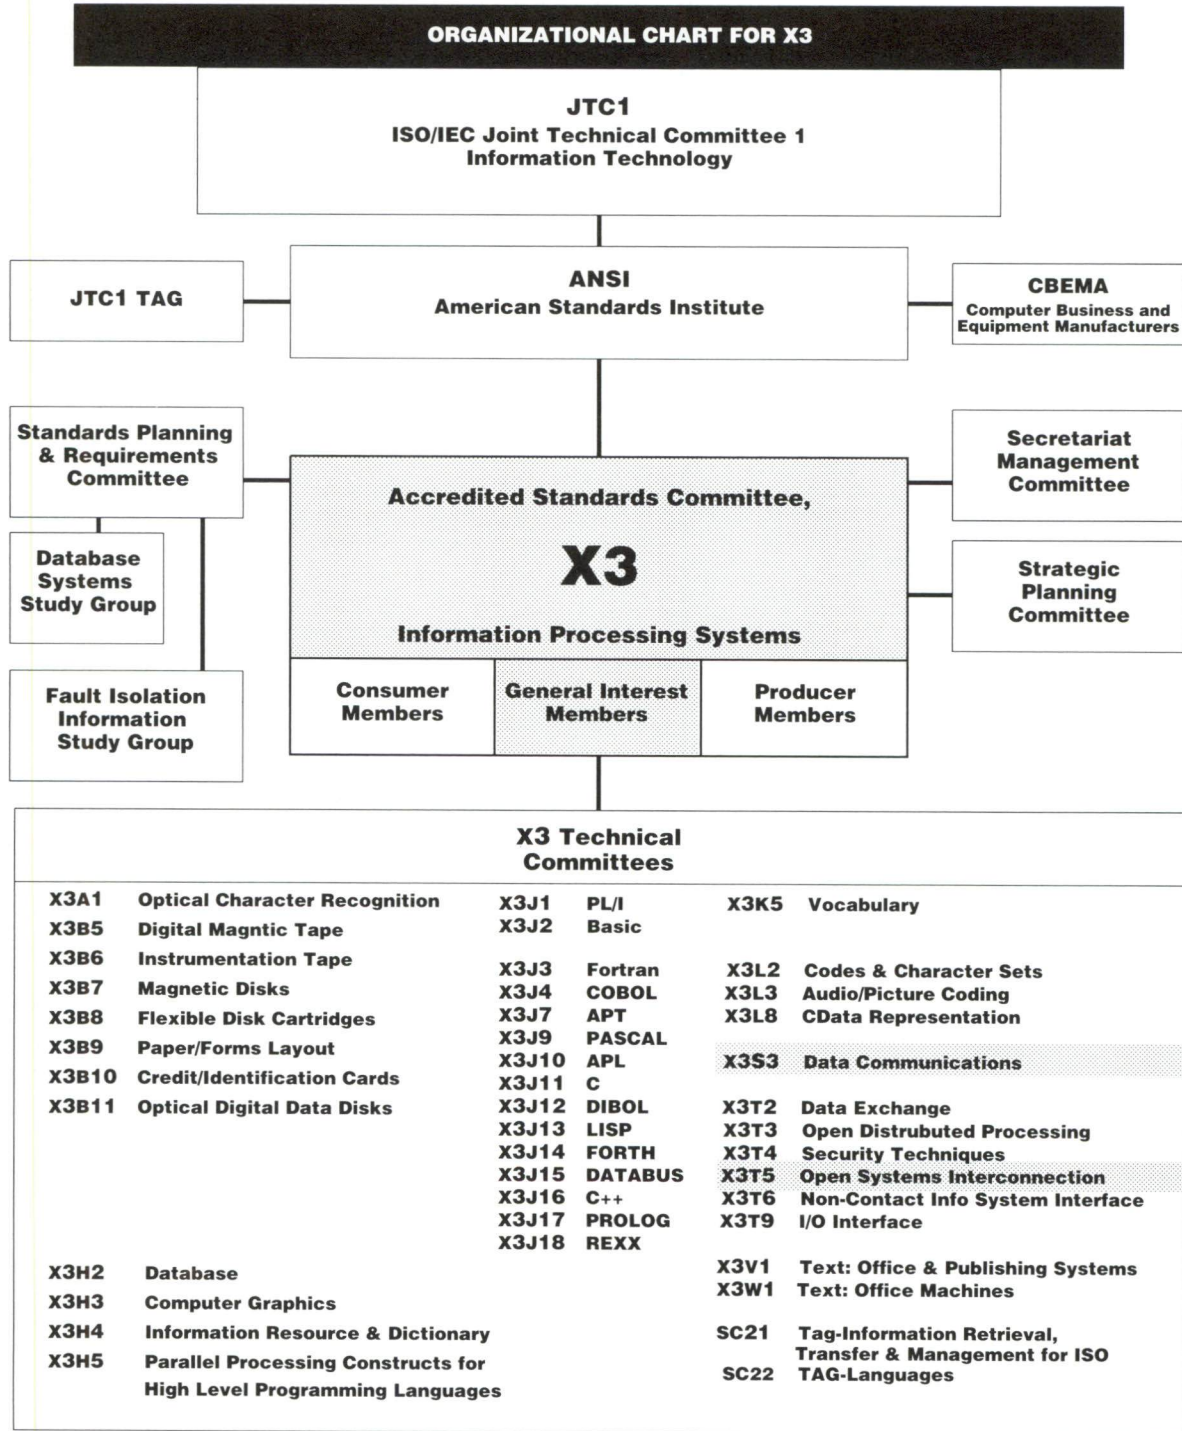 ORGANIZATIONAL CHART FOR X3
JTC1
ISO/IEC Joint Technical Committee 1
Information Technology
JTC1 TAG
ANSI
American Standards Institute
CBEMA
Computer Business and
Equipment Manufacturers
Standards Planning
& Requirements
Committee
Database
Systems
Study Group
Fault Isolation
Information
Study Group
Accredited Standards Committee,
X3
Information Processing Systems
Consumer
Members
General Interest
Members
Producer
Members
Secretariat
Management
Committee
Strategic
Planning
Committee
X3 Technical
Committees
X3A1 Optical Character Recognition
X3B5 Digital Magntic Tape
X3B6 Instrumentation Tape
X3B7 Magnetic Disks
X3B8 Flexible Disk Cartridges
X3B9 Paper/Forms Layout
X3B10 Credit/Identification Cards
X3B11 Optical Digital Data Disks
X3H2 Database
X3H3 Computer Graphics
X3H4 Information Resource & Dictionary
X3H5 Parallel Processing Constructs for
High Level Programming Languages
X3J1 PL/I
X3J2 Basic
X3J3 Fortran
X3J4 COBOL
X3J7 APT
X3J9 PASCAL
X3J10 APL
X3J11 C
X3J12 DIBOL
X3J13 LISP
X3J14 FORTH
X3J15 DATABUS
X3J16 C++
X3J17 PROLOG
X3J18 REXX
X3K5 Vocabulary
X3L2 Codes & Character Sets
X3L3 Audio/Picture Coding
X3L8 CData Representation
X3S3 Data Communications
X3T2 Data Exchange
X3T3 Open Distrubuted Processing
X3T4 Security Techniques
X3T5 Open Systems Interconnection
X3T6 Non-Contact Info System Interface
X3T9 I/O Interface
X3V1 Text: Office & Publishing Systems
X3W1 Text: Office Machines
SC21 Tag-Information Retrieval,
Transfer & Management for ISO
SC22 TAG-Languages